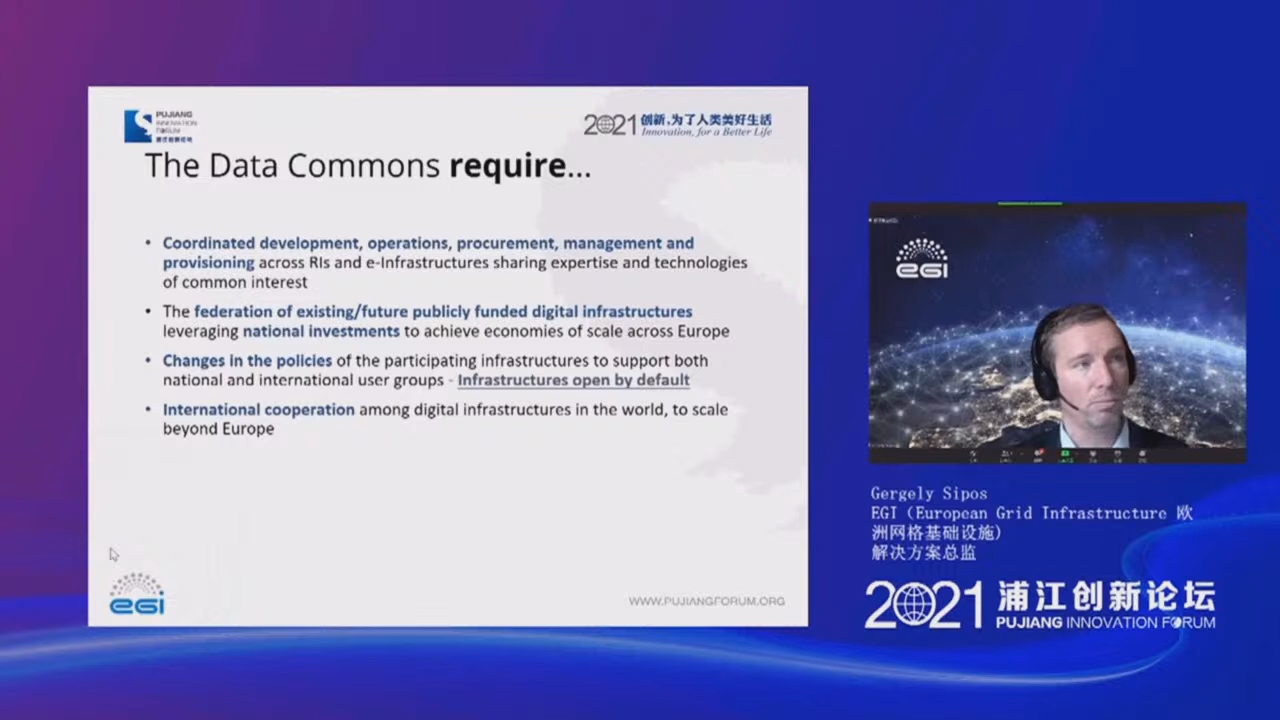 PUJIANG
INNOVATION
FORUM
浦江创新论坛
2021 创新,为了人类美好生活
Innovation, for a Better Life
The Data Commons require...
• Coordinated development, operations, procurement, management and
provisioning across RIs and e-Infrastructures sharing expertise and technologies
of common interest
• The federation of existing/future publicly funded digital infrastructures
leveraging national investments to achieve economies of scale across Europe
• Changes in the policies of the participating infrastructures to support both
national and international user groups - Infrastructures open by default
• International cooperation among digital infrastructures in the world, to scale
beyond Europe
eGI
WWW.PUJIANGFORUM.ORG
eGI
Gergely Sipos
EGI (European Grid Infrastructure 欧
洲网格基础设施)
解决方案总监
2021 浦江创新论坛
PUJIANG INNOVATION FORUM